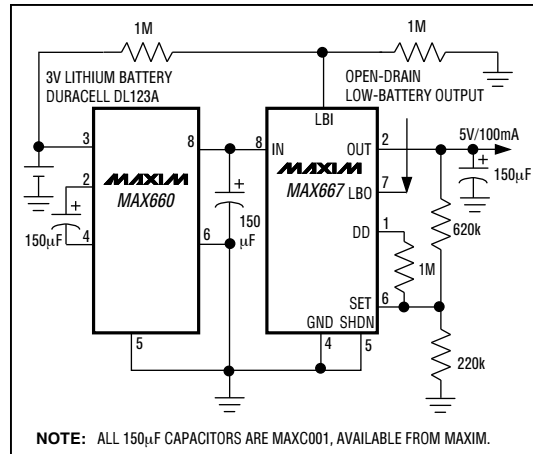 1M
1M
3V LITHIUM BATTERY
DURACELL DL123A
OPEN-DRAIN
LOW-BATTERY OUTPUT
LBI
3
8
8
IN
OUT
2
5V/100mA
MAXIM
MAX660
MAXIM
MAX667
2
+
150µF
4
+
150
µF
6
LBO
7
+
150µF
DD
1
620k
1M
SET
6
GND
SHDN
5
4
5
220k
NOTE: ALL 150µF CAPACITORS ARE MAXC001, AVAILABLE FROM MAXIM.